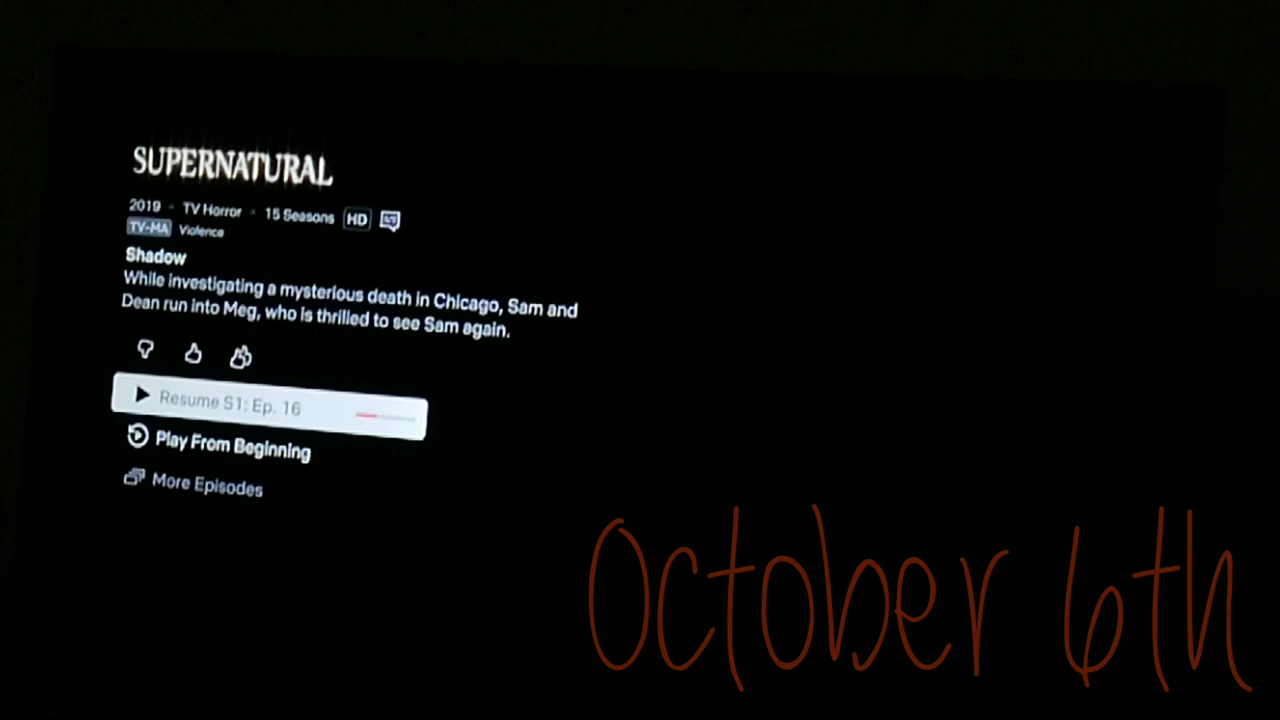 SUPERNATURAL
2019 • TV Horror • 15 Seasons HD
TV-MA Violence
Shadow
While investigating a mysterious death in Chicago, Sam and
Dean run into Meg, who is thrilled to see Sam again.
Resume S1: Ep. 16
Play From Beginning
More Episodes
October 6th